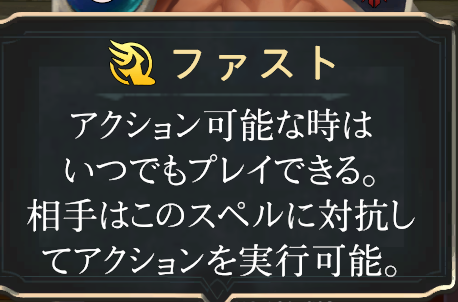 ファスト
アクション可能な時は
いつでもプレイできる。
相手はこのスペルに対抗し
てアクションを実行可能。